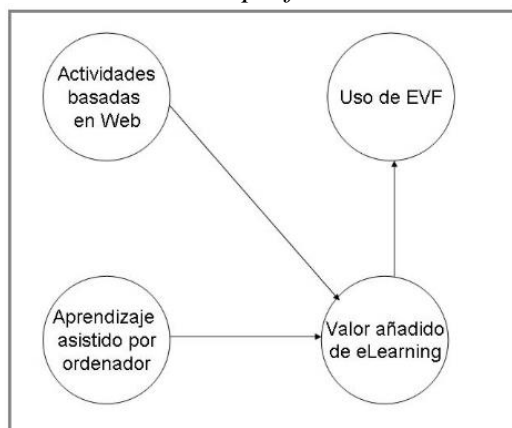 Actividades
basadas
en Web
Uso de EVF
Aprendizaje
asistido por
ordenador
Valor añadido
de eLearning